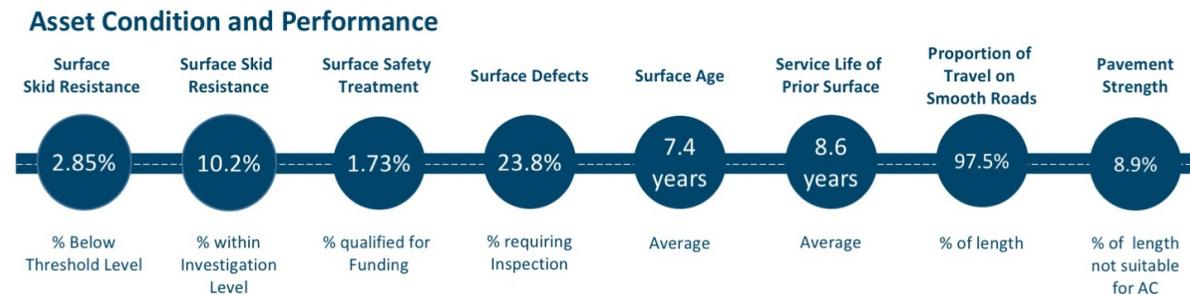 Asset Condition and Performance
Surface
Skid Resistance
Surface Skid
Resistance
Surface Safety
Treatment
Surface Defects
Surface Age
Service Life of
Prior Surface
Proportion of
Travel on
Smooth Roads
Pavement
Strength
2.85%
10.2%
1.73%
23.8%
7.4
years
8.6
years
97.5%
8.9%
% Below
Threshold Level
% within
Investigation
Level
% qualified for
Funding
% requiring
Inspection
Average
Average
% of length
% of length
not suitable
for AC